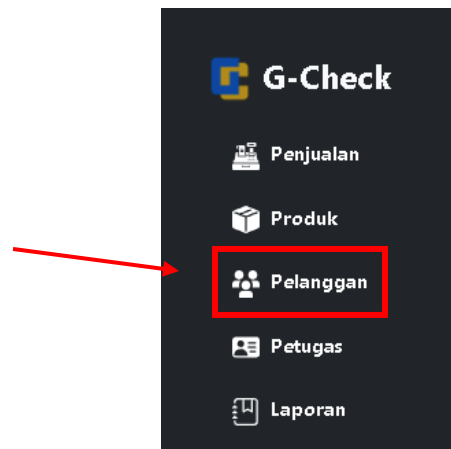 G-Check
Penjualan
Produk
Pelanggan
Petugas
Laporan